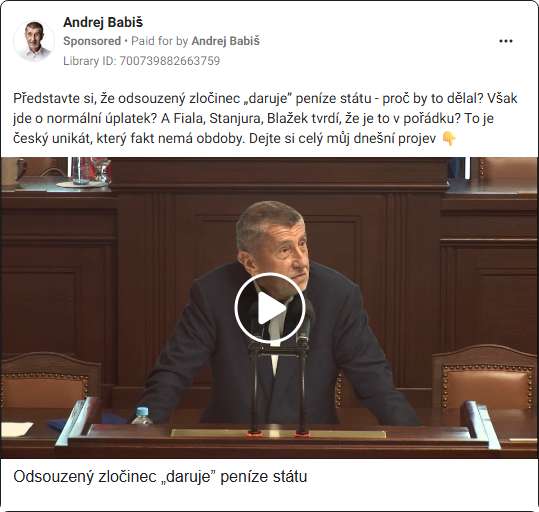 Andrej Babiš
Sponsored • Paid for by Andrej Babiš
Library ID: 700739882663759
Představte si, že odsouzený zločinec „daruje” peníze státu - proč by to dělal? Však
jde o normální úplatek? A Fiala, Stanjura, Blažek tvrdí, že je to v pořádku? To je
český unikát, který fakt nemá obdoby. Dejte si celý můj dnešní projev 👇
Odsouzený zločinec „daruje” peníze státu